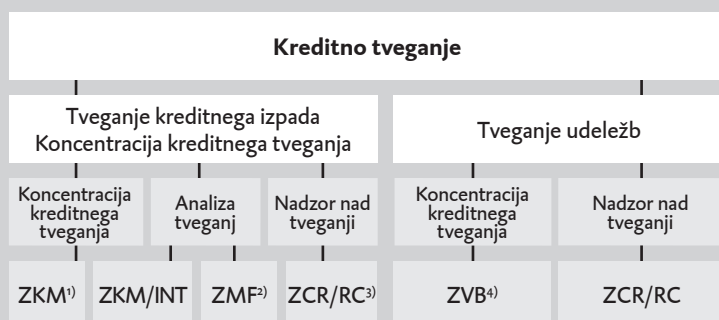 Kreditno tveganje
Tveganje kreditnega izpada
Koncentracija kreditnega tveganja
Tveganje udeležb
Koncentracija
kreditnega
tveganja
Analiza
tveganj
Nadzor nad
tveganji
Koncentracija
kreditnega
tveganja
Nadzor nad
tveganji
ZKM¹⁾
ZKM/INT
ZMF²⁾
ZCR/RC³⁾
ZVB⁴⁾
ZCR/RC